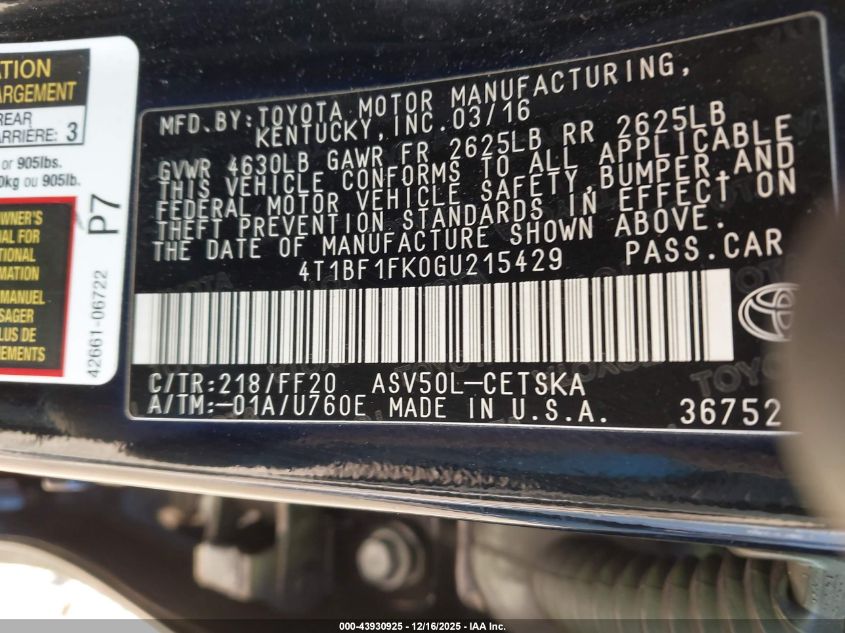 ATION
ARGEMENT
REAR
ARRIÈRE: 3
or 905lbs.
0kg ou 905lb.
OWNER'S
UAL FOR
ITIONAL
RMATION
MANUEL
SAGER
LUS DE
NEMENTS
P7
42661-06722
MFD. BY: TOYOTA MOTOR MANUFACTURING,
KENTUCKY, INC. 03/16
GVWR 4630LB GAWR FR 2625LB RR 2625LB
THIS VEHICLE CONFORMS TO ALL APPLICABLE
FEDERAL MOTOR VEHICLE SAFETY, BUMPER, AND
THEFT PREVENTION STANDARDS IN EFFECT ON
THE DATE OF MANUFACTURE SHOWN ABOVE.
4T1BF1FK0GU215429 PASS.CAR
C/TR:218/FF20 ASV50L-CETSKA
A/TM:-01A/U760E MADE IN U.S.A. 36752
000-43930925 - 12/16/2025 - IAA Inc.